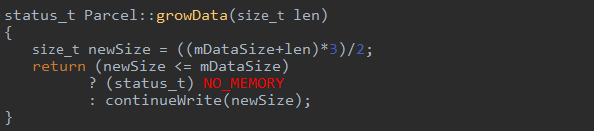 status_t Parcel::growData(size_t len)
{
    size_t newSize = ((mDataSize+len)*3)/2;
    return (newSize <= mDataSize)
            ? (status_t) NO_MEMORY
            : continueWrite(newSize);
}